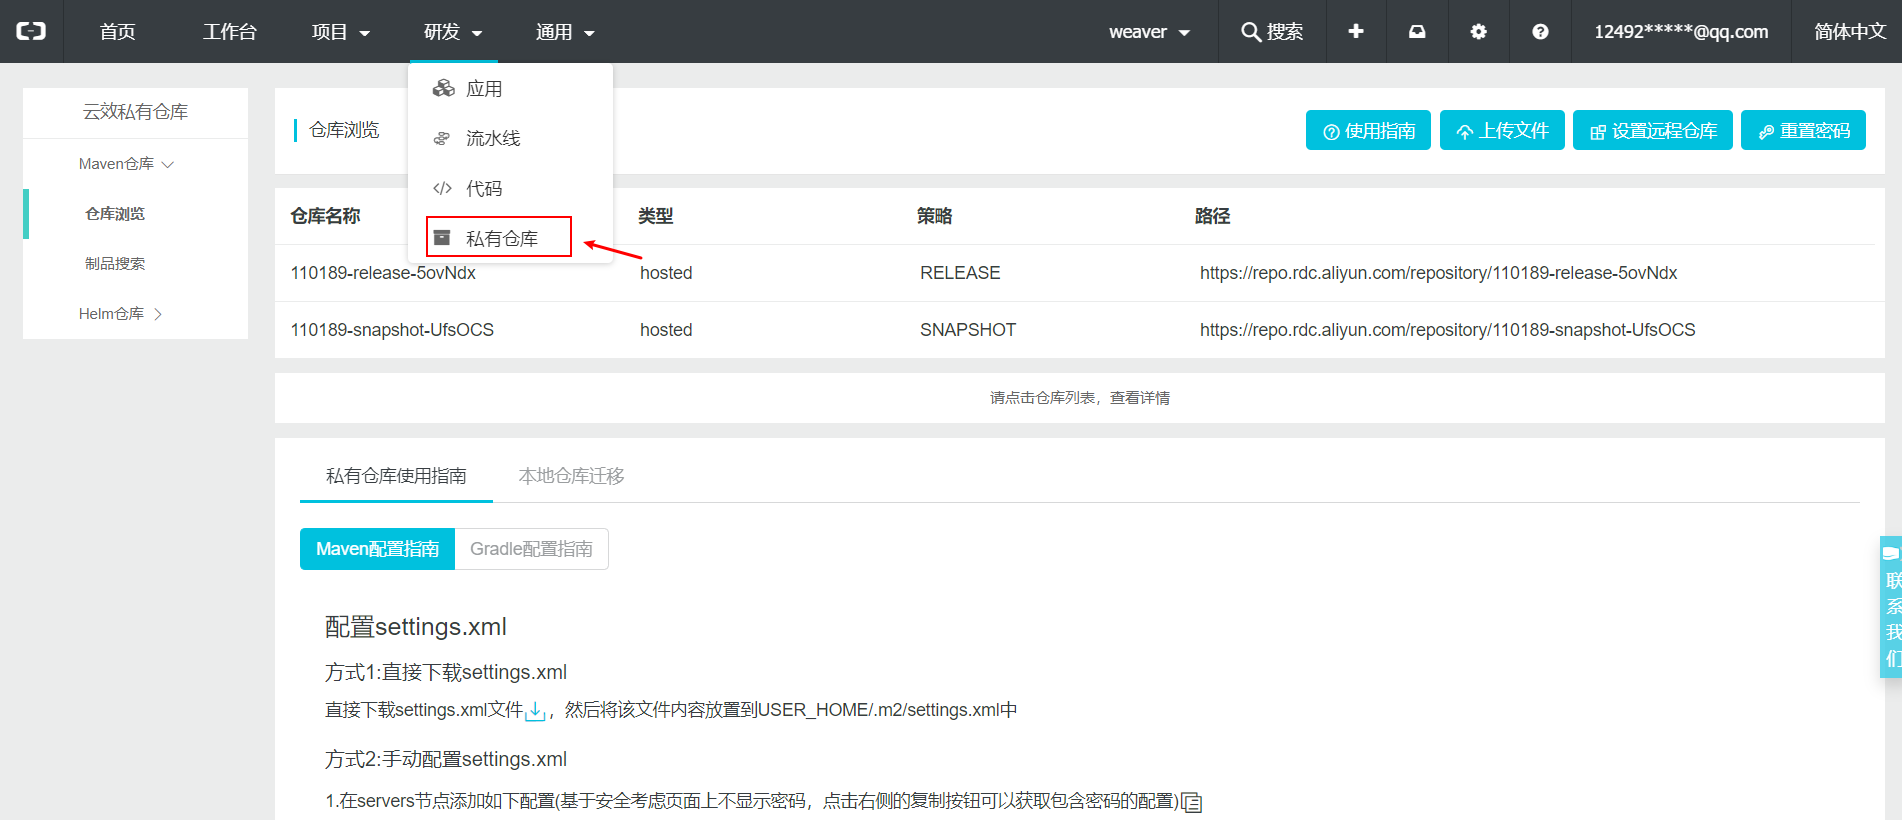 首页 工作台 项目 研发 通用 weaver 搜索 12492*****@qq.com 简体中文
应用
流水线
代码
私有仓库
云效私有仓库
Maven仓库
仓库浏览
制品搜索
Helm仓库
仓库浏览 使用指南 上传文件 设置远程仓库 重置密码
仓库名称 类型 策略 路径
110189-release-5ovNdx hosted RELEASE https://repo.rdc.aliyun.com/repository/110189-release-5ovNdx
110189-snapshot-UfsOCS hosted SNAPSHOT https://repo.rdc.aliyun.com/repository/110189-snapshot-UfsOCS
请点击仓库列表，查看详情
私有仓库使用指南 本地仓库迁移
Maven配置指南 Gradle配置指南
配置settings.xml
方式1:直接下载settings.xml
直接下载settings.xml文件，然后将该文件内容放置到USER_HOME/.m2/settings.xml中
方式2:手动配置settings.xml
1.在servers节点添加如下配置(基于安全考虑页面上不显示密码，点击右侧的复制按钮可以获取包含密码的配置)
联系我们